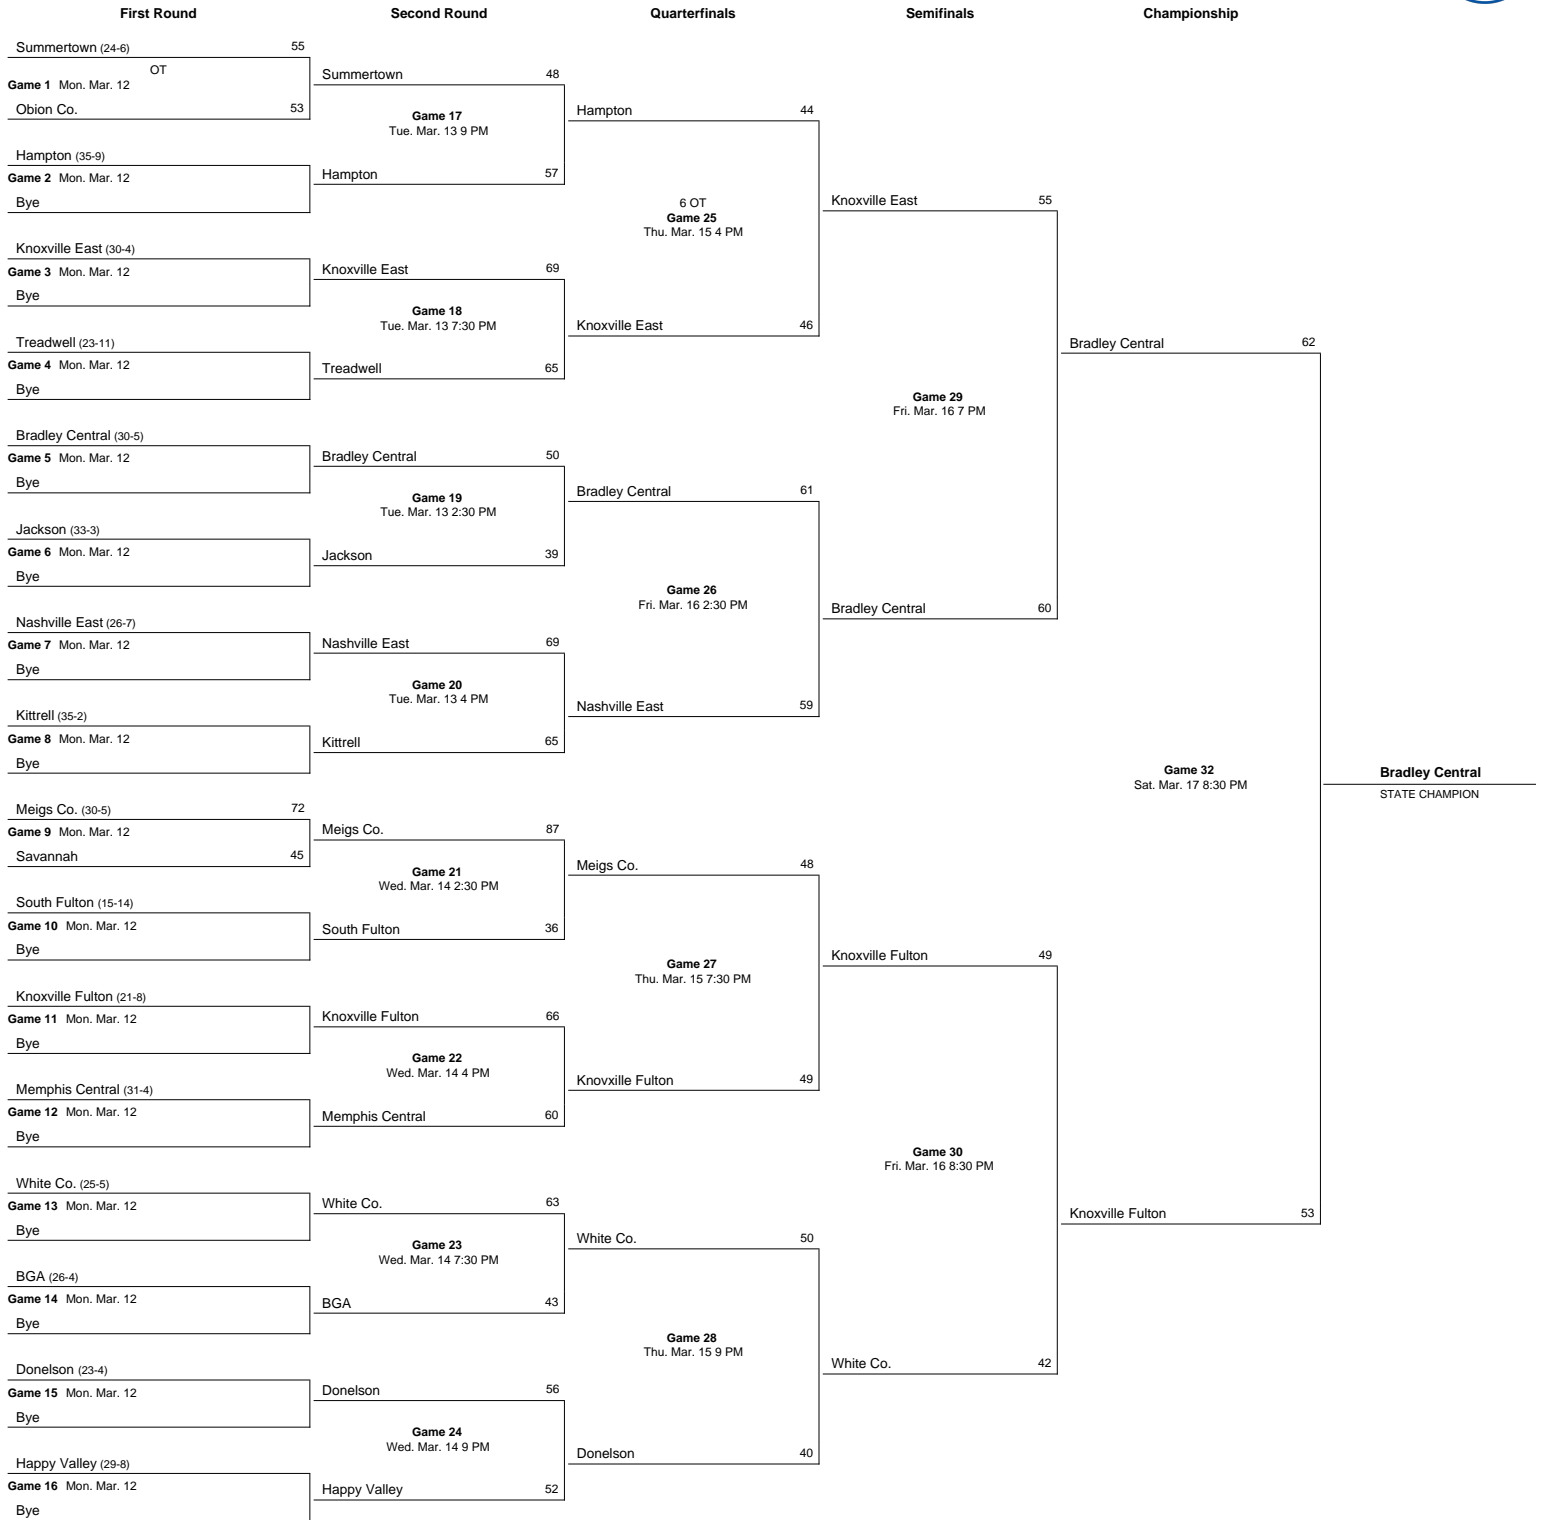 First Round
Second Round
Quarterfinals
Semifinals
Championship
Summertown (24-6) 55
OT
Game 1 Mon. Mar. 12
Obion Co. 53
Hampton (35-9)
Game 2 Mon. Mar. 12
Bye
Knoxville East (30-4)
Game 3 Mon. Mar. 12
Bye
Treadwell (23-11)
Game 4 Mon. Mar. 12
Bye
Bradley Central (30-5)
Game 5 Mon. Mar. 12
Bye
Jackson (33-3)
Game 6 Mon. Mar. 12
Bye
Nashville East (26-7)
Game 7 Mon. Mar. 12
Bye
Kittrell (35-2)
Game 8 Mon. Mar. 12
Bye
Meigs Co. (30-5) 72
Game 9 Mon. Mar. 12
Savannah 45
South Fulton (15-14)
Game 10 Mon. Mar. 12
Bye
Knoxville Fulton (21-8)
Game 11 Mon. Mar. 12
Bye
Memphis Central (31-4)
Game 12 Mon. Mar. 12
Bye
White Co. (25-5)
Game 13 Mon. Mar. 12
Bye
BGA (26-4)
Game 14 Mon. Mar. 12
Bye
Donelson (23-4)
Game 15 Mon. Mar. 12
Bye
Happy Valley (29-8)
Game 16 Mon. Mar. 12
Bye
Summertown 48
Game 17
Tue. Mar. 13 9 PM
Hampton 57
Knoxville East 69
Game 18
Tue. Mar. 13 7:30 PM
Treadwell 65
Bradley Central 50
Game 19
Tue. Mar. 13 2:30 PM
Jackson 39
Nashville East 69
Game 20
Tue. Mar. 13 4 PM
Kittrell 65
Meigs Co. 87
Game 21
Wed. Mar. 14 2:30 PM
South Fulton 36
Knoxville Fulton 66
Game 22
Wed. Mar. 14 4 PM
Memphis Central 60
White Co. 63
Game 23
Wed. Mar. 14 7:30 PM
BGA 43
Donelson 56
Game 24
Wed. Mar. 14 9 PM
Happy Valley 52
Hampton 44
6 OT
Game 25
Thu. Mar. 15 4 PM
Knoxville East 46
Bradley Central 61
Game 26
Fri. Mar. 16 2:30 PM
Nashville East 59
Meigs Co. 48
Game 27
Thu. Mar. 15 7:30 PM
Knovxille Fulton 49
White Co. 50
Game 28
Thu. Mar. 15 9 PM
Donelson 40
Knoxville East 55
Game 29
Fri. Mar. 16 7 PM
Bradley Central 60
Knoxville Fulton 49
Game 30
Fri. Mar. 16 8:30 PM
White Co. 42
Bradley Central 62
Game 32
Sat. Mar. 17 8:30 PM
Knoxville Fulton 53
Bradley Central
STATE CHAMPION